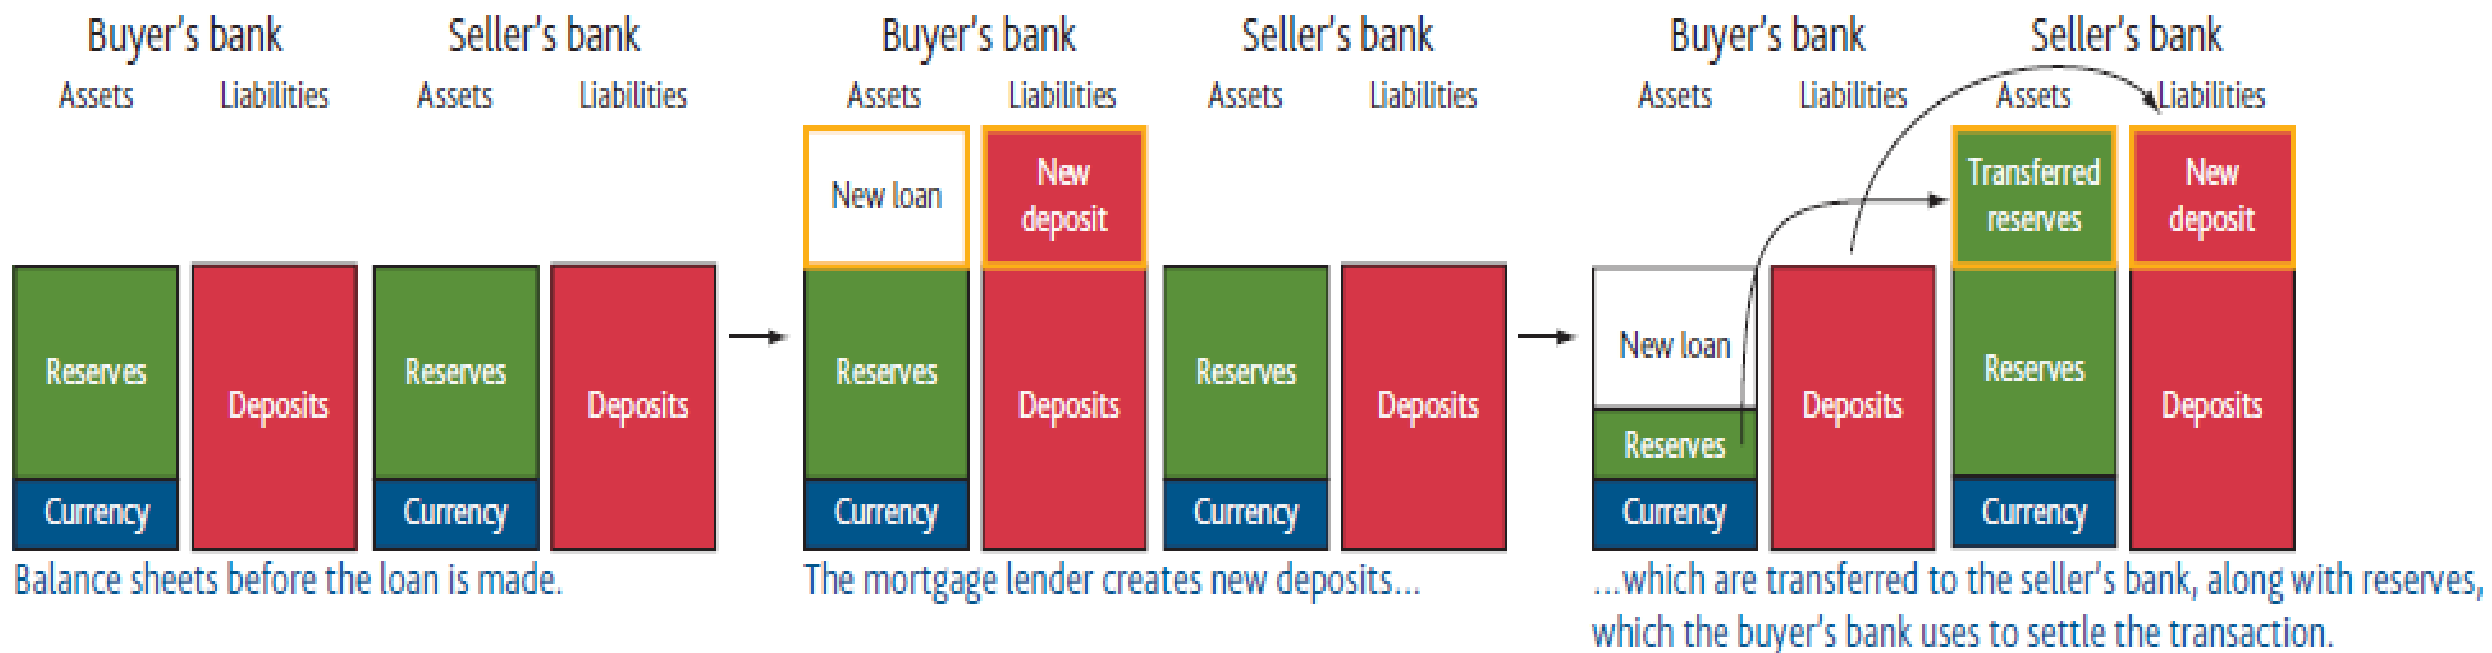 Buyer's bank Seller's bank Buyer's bank Seller's bank Buyer's bank Seller's bank
Assets Liabilities Assets Liabilities Assets Liabilities Assets Liabilities Assets Liabilities Assets Liabilities
New loan
New
deposit
Transferred
reserves
New
deposit
Reserves
Deposits
Reserves
Deposits
Reserves
Deposits
Reserves
Deposits
New loan
Reserves
Deposits
Reserves
Deposits
Currency Currency Currency Currency Currency Currency
Balance sheets before the loan is made.
The mortgage lender creates new deposits…
…which are transferred to the seller's bank, along with reserves,
which the buyer's bank uses to settle the transaction.